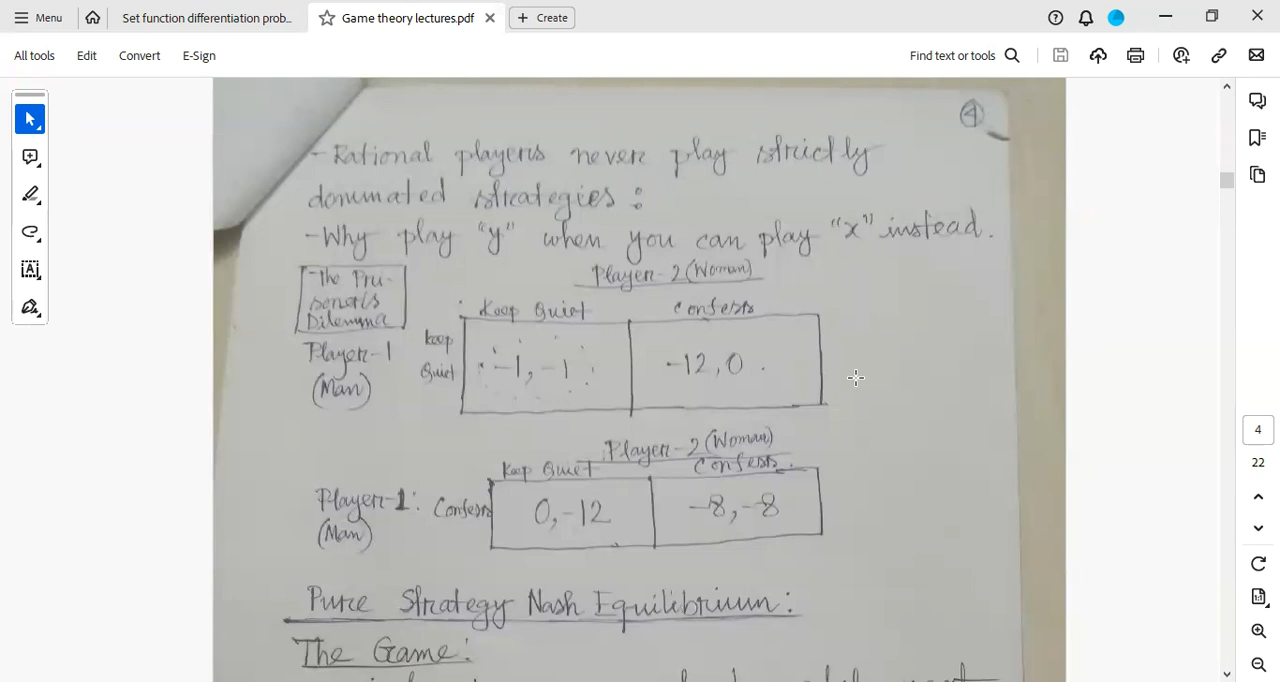 Menu
Set function differentiation prob...
Game theory lectures.pdf
Create
All tools
Edit
Convert
E-Sign
Find text or tools
4
-Rational players never play strictly
dominated strategies:
-Why play "y" when you can play "x" instead.
The Pri-
soner's
Dilemma
Player-2 (Woman)
Keep Quiet
Confests
Player-1
(Man)
Keep
Quiet
-1, -1
-12, 0
Player-2 (Woman)
Keep Quiet
Confests
Player-1:
(Man)
Confests
0, -12
-8, -8
Pure Strategy Nash Equilibrium:
The Game:
4
22